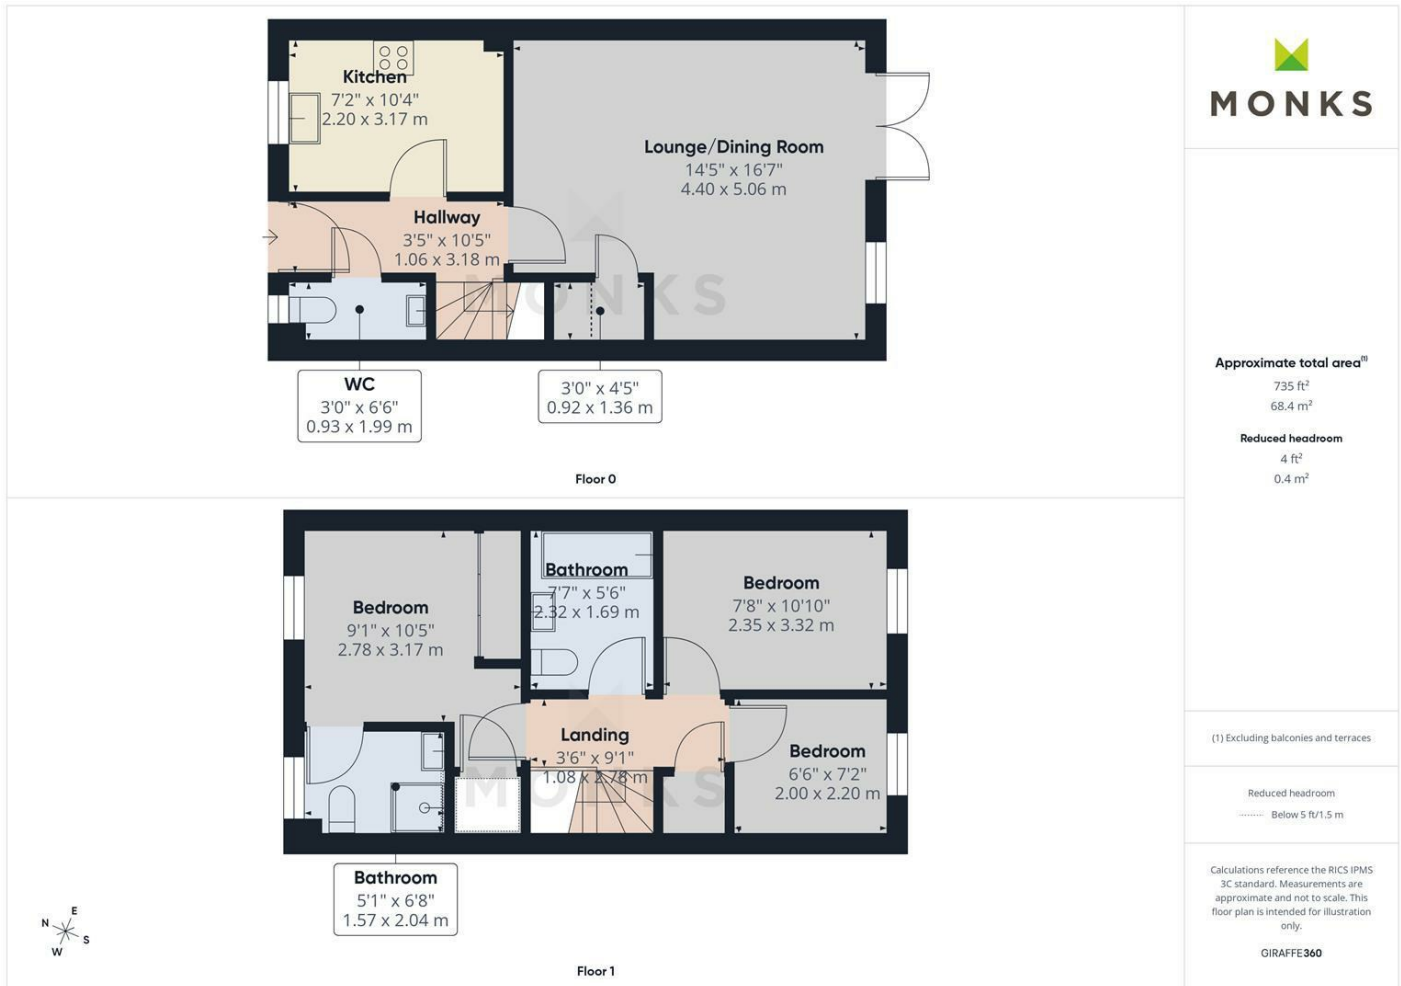 Kitchen
7'2" x 10'4"
2.20 x 3.17 m
Lounge/Dining Room
14'5" x 16'7"
4.40 x 5.06 m
Hallway
3'5" x 10'5"
1.06 x 3.18 m
MONKS
WC
3'0" x 6'6"
0.93 x 1.99 m
3'0" x 4'5"
0.92 x 1.36 m
Floor 0
Bedroom
9'1" x 10'5"
2.78 x 3.17 m
Bathroom
7'7" x 5'6"
2.32 x 1.69 m
Bedroom
7'8" x 10'10"
2.35 x 3.32 m
Landing
3'6" x 9'1"
1.08 x 2.78 m
Bedroom
6'6" x 7'2"
2.00 x 2.20 m
MONKS
Bathroom
5'1" x 6'8"
1.57 x 2.04 m
N E
W S
Floor 1
MONKS
Approximate total area(1)
735 ft²
68.4 m²
Reduced headroom
4 ft²
0.4 m²
(1) Excluding balconies and terraces
Reduced headroom
Below 5 ft/1.5 m
Calculations reference the RICS IPMS
3C standard. Measurements are
approximate and not to scale. This
floor plan is intended for illustration
only.
GIRAFFE360